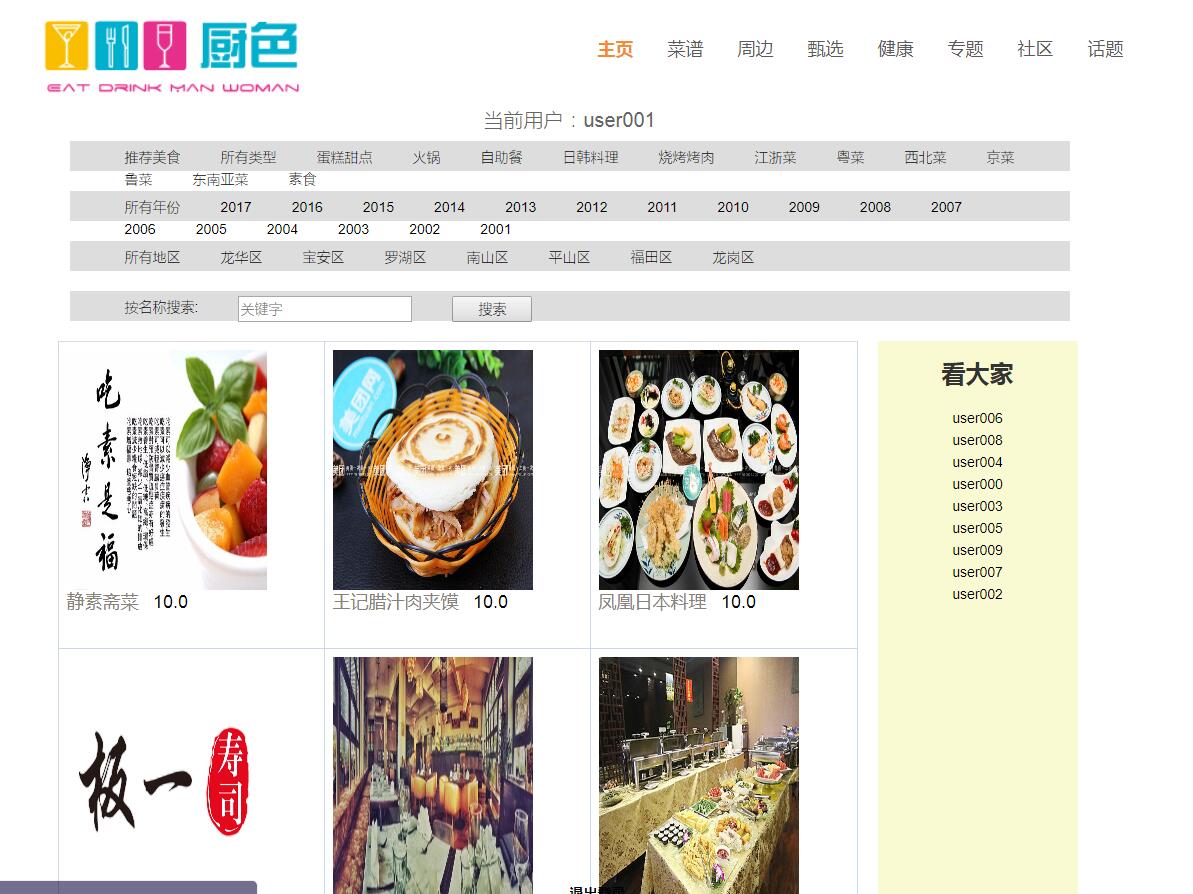 厨色
EAT DRINK MAN WOMAN
主页 菜谱 周边 甄选 健康 专题 社区 话题
当前用户：user001
推荐美食 所有类型 蛋糕甜点 火锅 自助餐 日韩料理 烧烤烤肉 江浙菜 粤菜 西北菜 京菜
鲁菜 东南亚菜 素食
所有年份 2017 2016 2015 2014 2013 2012 2011 2010 2009 2008 2007
2006 2005 2004 2003 2002 2001
所有地区 龙华区 宝安区 罗湖区 南山区 平山区 福田区 龙岗区
按名称搜索: 关键字 搜索
吃素是福
美团网
静素斋菜 10.0
王记腊汁肉夹馍 10.0
凤凰日本料理 10.0
看大家
user006
user008
user004
user000
user003
user005
user009
user007
user002
板一
寿司